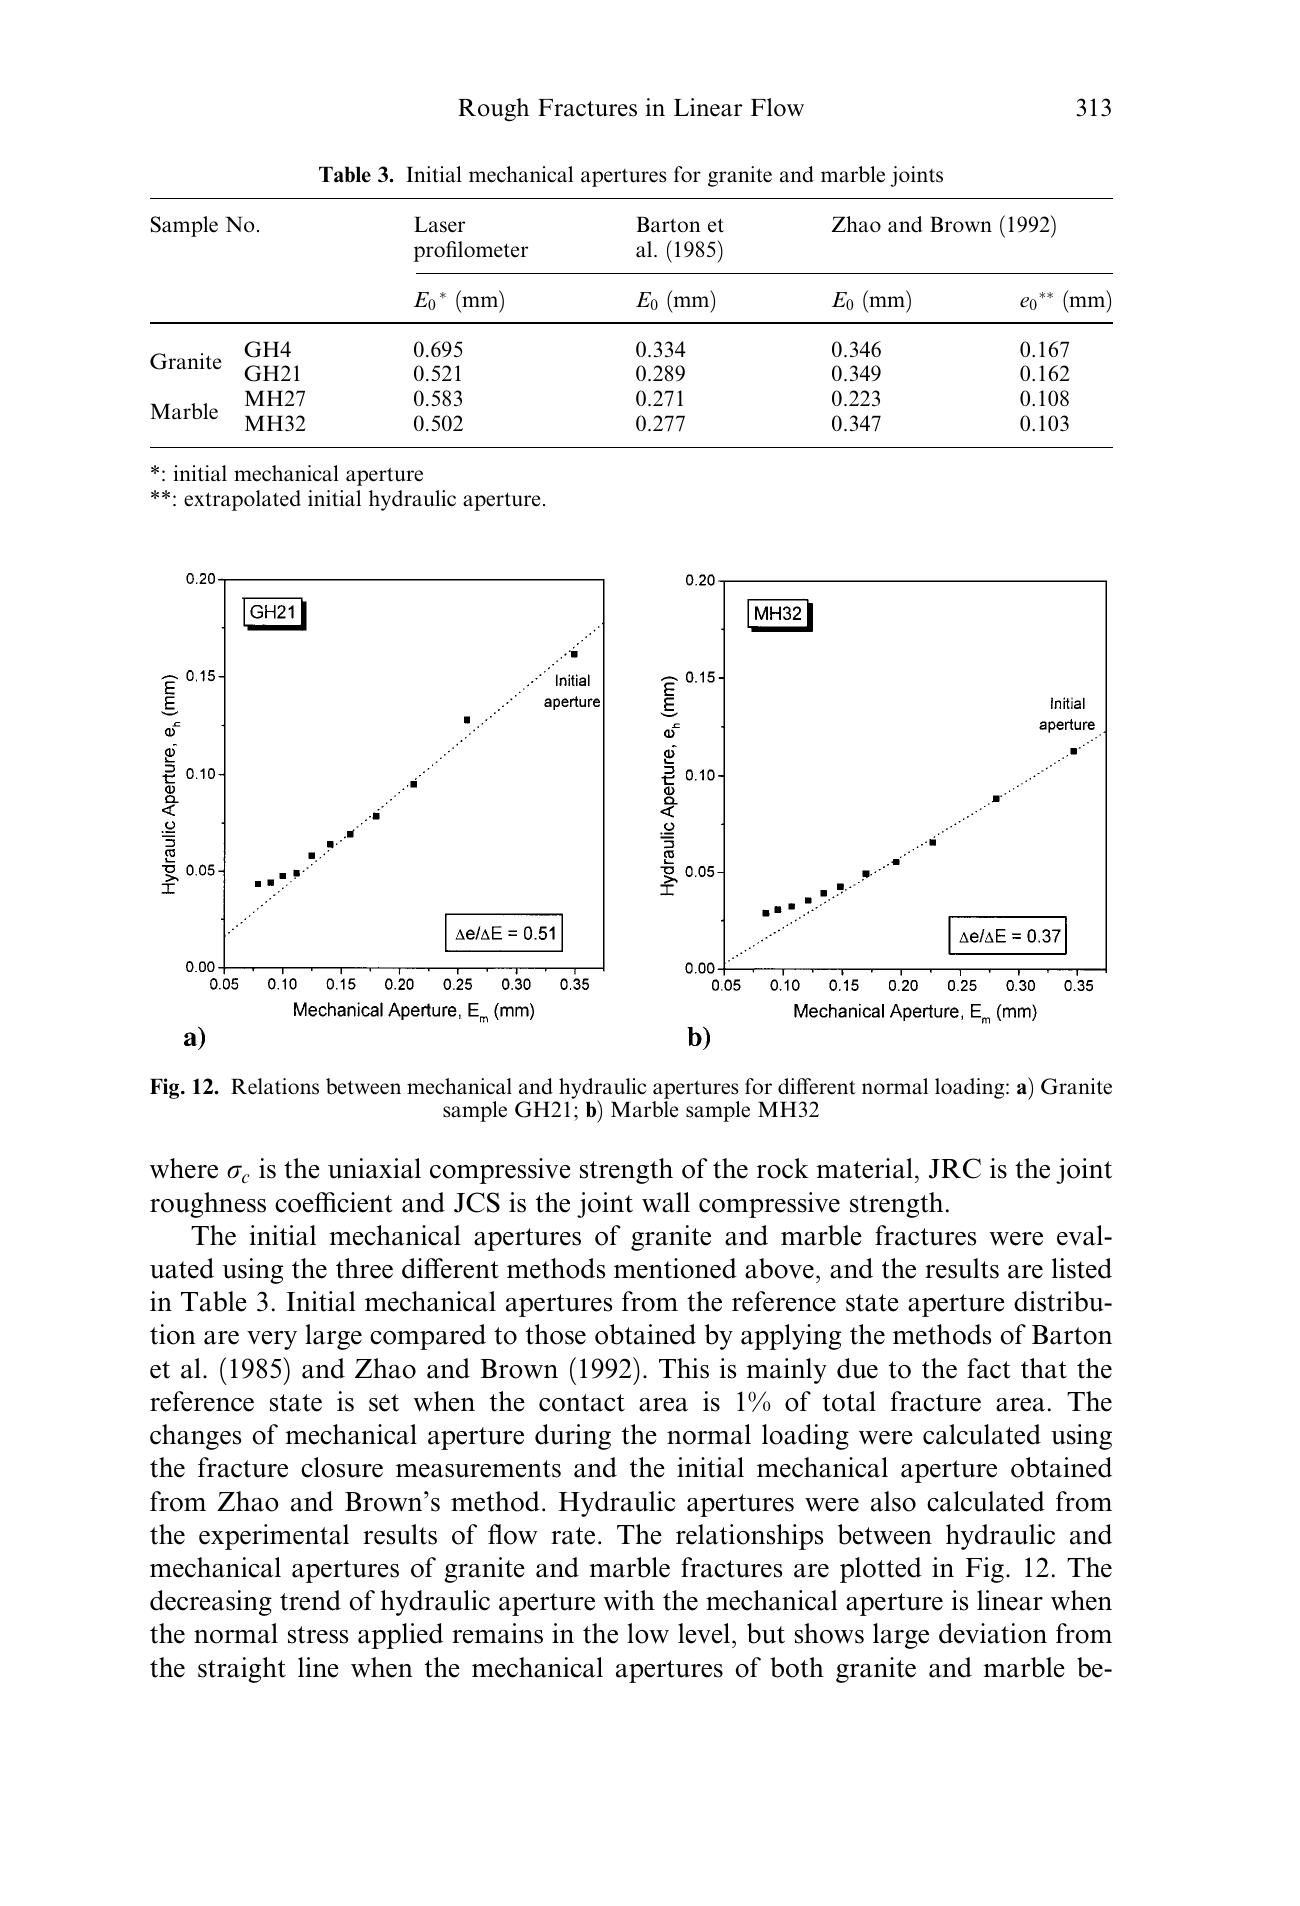 Rough Fractures in Linear Flow 313
Table 3. Initial mechanical apertures for granite and marble joints
Sample No. Laser profilometer Barton et al. (1985) Zhao and Brown (1992)
E₀* (mm) E₀ (mm) E₀ (mm) e₀** (mm)
Granite GH4 0.695 0.334 0.346 0.167
GH21 0.521 0.289 0.349 0.162
Marble MH27 0.583 0.271 0.223 0.108
MH32 0.502 0.277 0.347 0.103
*: initial mechanical aperture
**: extrapolated initial hydraulic aperture.
GH21
Hydraulic Aperture, eₕ (mm)
0.20
0.15
0.10
0.05
0.00
Initial
aperture
Δe/ΔE = 0.51
0.05 0.10 0.15 0.20 0.25 0.30 0.35
Mechanical Aperture, Eₘ (mm)
a)
MH32
Hydraulic Aperture, eₕ (mm)
0.20
0.15
0.10
0.05
0.00
Initial
aperture
Δe/ΔE = 0.37
0.05 0.10 0.15 0.20 0.25 0.30 0.35
Mechanical Aperture, Eₘ (mm)
b)
Fig. 12. Relations between mechanical and hydraulic apertures for different normal loading: a) Granite
sample GH21; b) Marble sample MH32
where σc is the uniaxial compressive strength of the rock material, JRC is the joint
roughness coefficient and JCS is the joint wall compressive strength.
The initial mechanical apertures of granite and marble fractures were eval-
uated using the three different methods mentioned above, and the results are listed
in Table 3. Initial mechanical apertures from the reference state aperture distribu-
tion are very large compared to those obtained by applying the methods of Barton
et al. (1985) and Zhao and Brown (1992). This is mainly due to the fact that the
reference state is set when the contact area is 1% of total fracture area. The
changes of mechanical aperture during the normal loading were calculated using
the fracture closure measurements and the initial mechanical aperture obtained
from Zhao and Brown's method. Hydraulic apertures were also calculated from
the experimental results of flow rate. The relationships between hydraulic and
mechanical apertures of granite and marble fractures are plotted in Fig. 12. The
decreasing trend of hydraulic aperture with the mechanical aperture is linear when
the normal stress applied remains in the low level, but shows large deviation from
the straight line when the mechanical apertures of both granite and marble be-